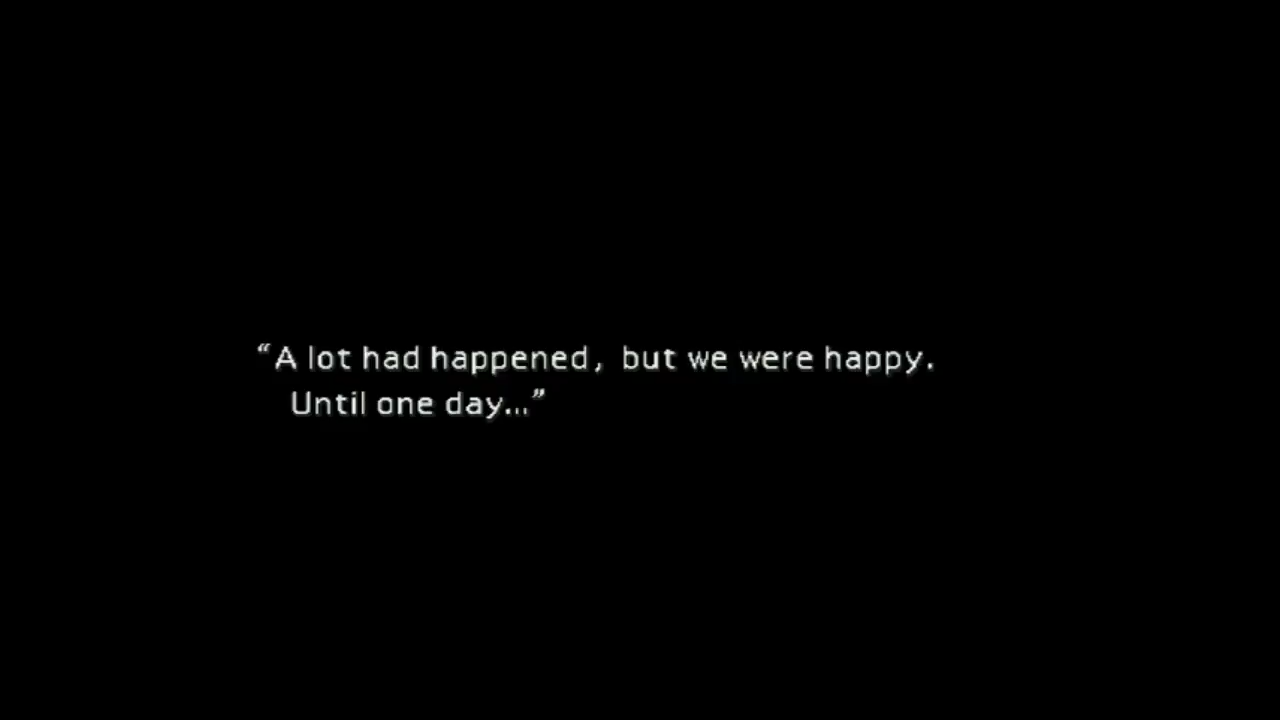 “A lot had happened, but we were happy.
Until one day...”